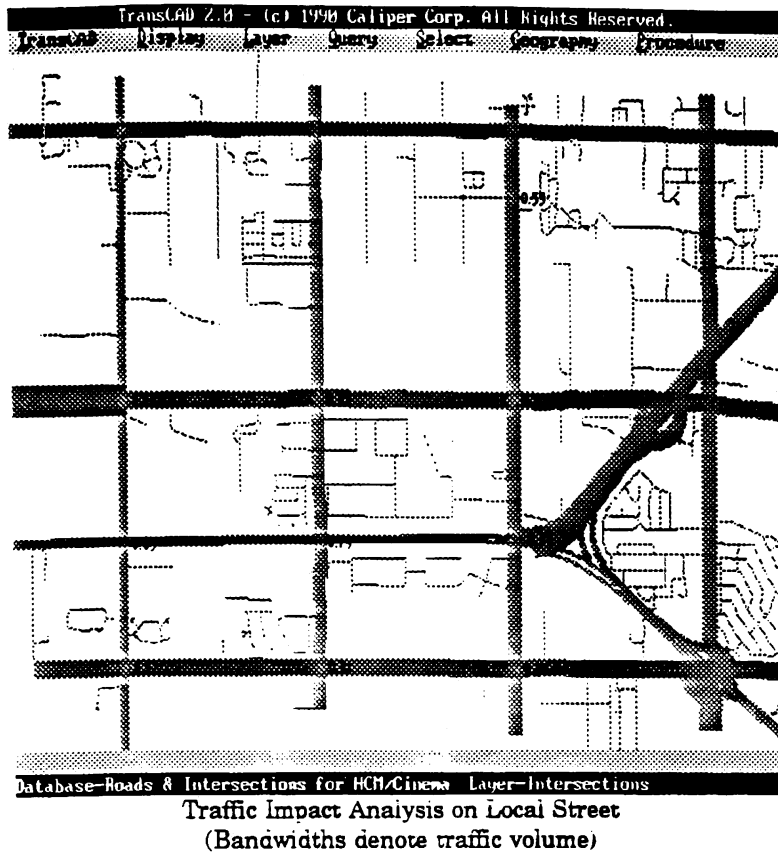 TransCAD 2.0 - (c) 1990 Caliper Corp. All Rights Reserved.
TransCAD Display Layer Query Select Geography Procedure
0.59
Database-Roads & Intersections for HCM/Cinema Layer-Intersections
Traffic Impact Analysis on Local Street
(Bandwidths denote traffic volume)